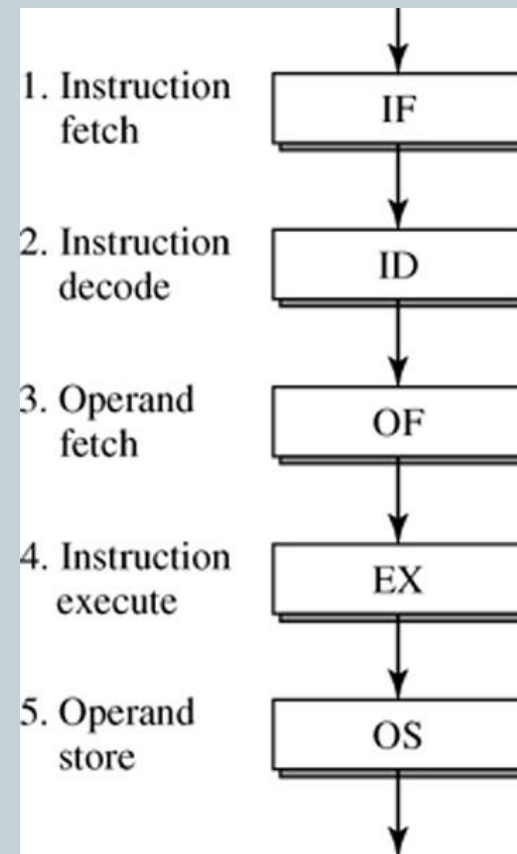 1. Instruction
fetch
IF
2. Instruction
decode
ID
3. Operand
fetch
OF
4. Instruction
execute
EX
5. Operand
store
OS